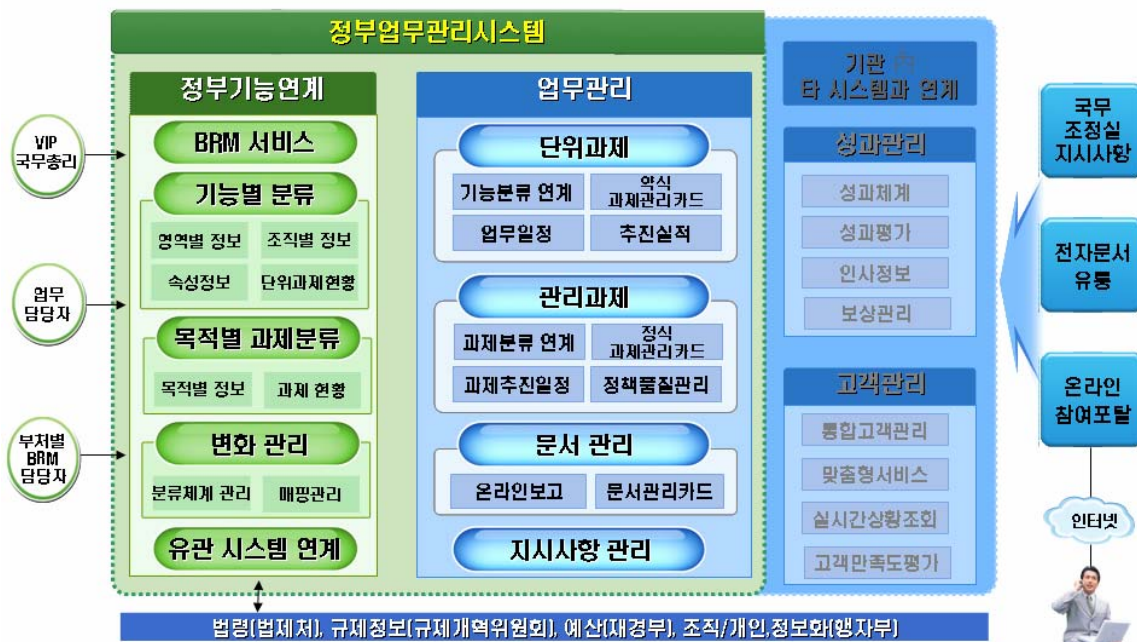 정부업무관리시스템
정부기능연계
BRM 서비스
기능별 분류
영역별 정보
조직별 정보
속성정보
단위과제현황
목적별 과제분류
목적별 정보
과제 현황
변화 관리
분류체계 관리
매핑관리
유관 시스템 연계
업무관리
단위과제
기능분류 연계
약식
과제관리카드
업무일정
추진실적
관리과제
과제분류 연계
정식
과제관리카드
과제추진일정
정책품질관리
문서 관리
온라인보고
문서관리카드
지시사항 관리
기관 內
타 시스템과 연계
성과관리
성과체계
성과평가
인사정보
보상관리
고객관리
통합고객관리
맞춤형서비스
실시간상황조회
고객만족도평가
VIP
국무총리
업무
담당자
부처별
BRM
담당자
국무
조정실
지시사항
전자문서
유통
온라인
참여포탈
인터넷
법령(법제처), 규제정보(규제개혁위원회), 예산(재경부), 조직/개인,정보화(행자부)